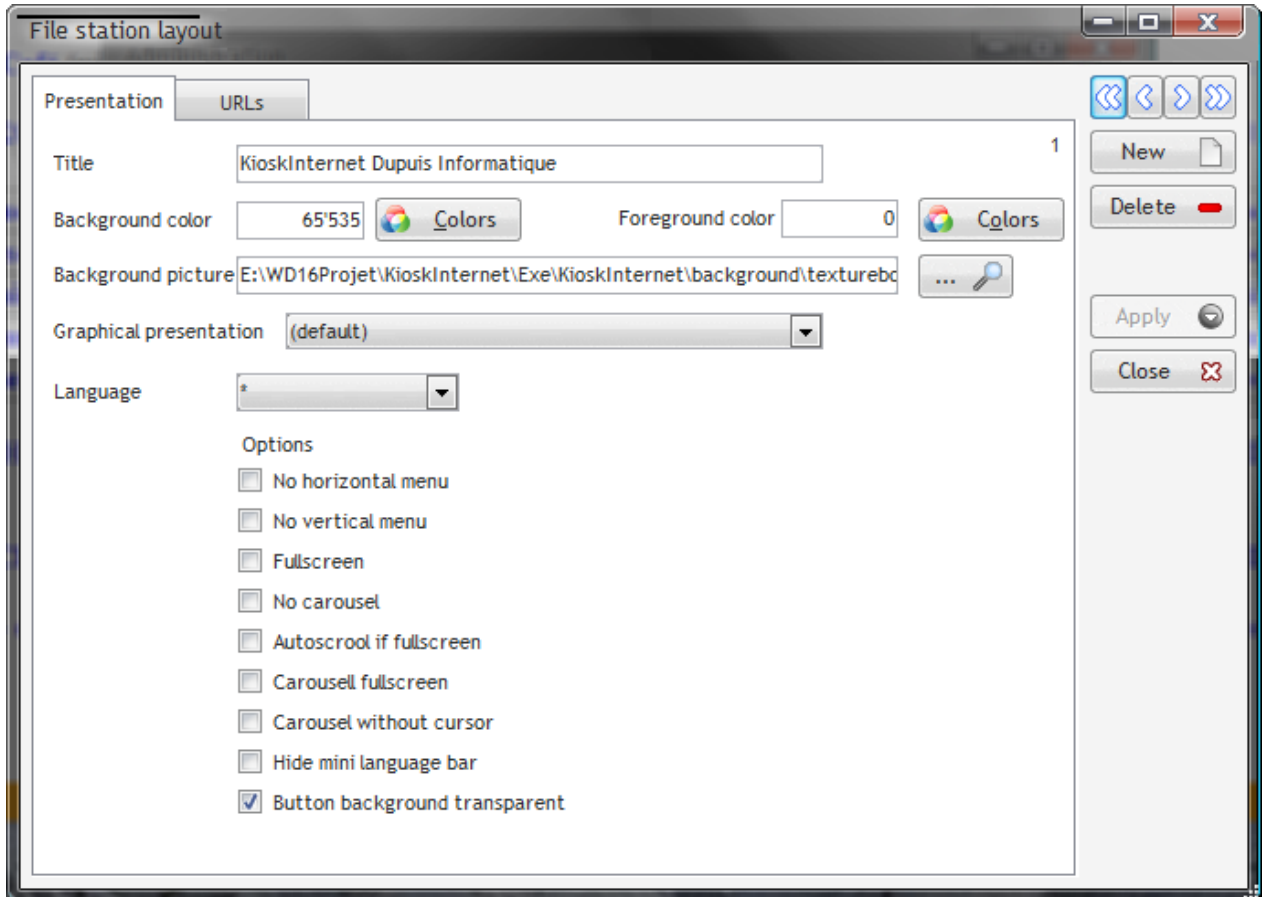 File station layout
Presentation URLs
1
Title KioskInternet Dupuis Informatique
Background color 65'535 Colors Foreground color 0 Colors
Background picture E:\WD16Projet\KioskInternet\Exe\KioskInternet\background\texturebo ...
Graphical presentation (default)
Language *
Options
No horizontal menu
No vertical menu
Fullscreen
No carousel
Autoscrool if fullscreen
Carousell fullscreen
Carousel without cursor
Hide mini language bar
Button background transparent
New
Delete
Apply
Close